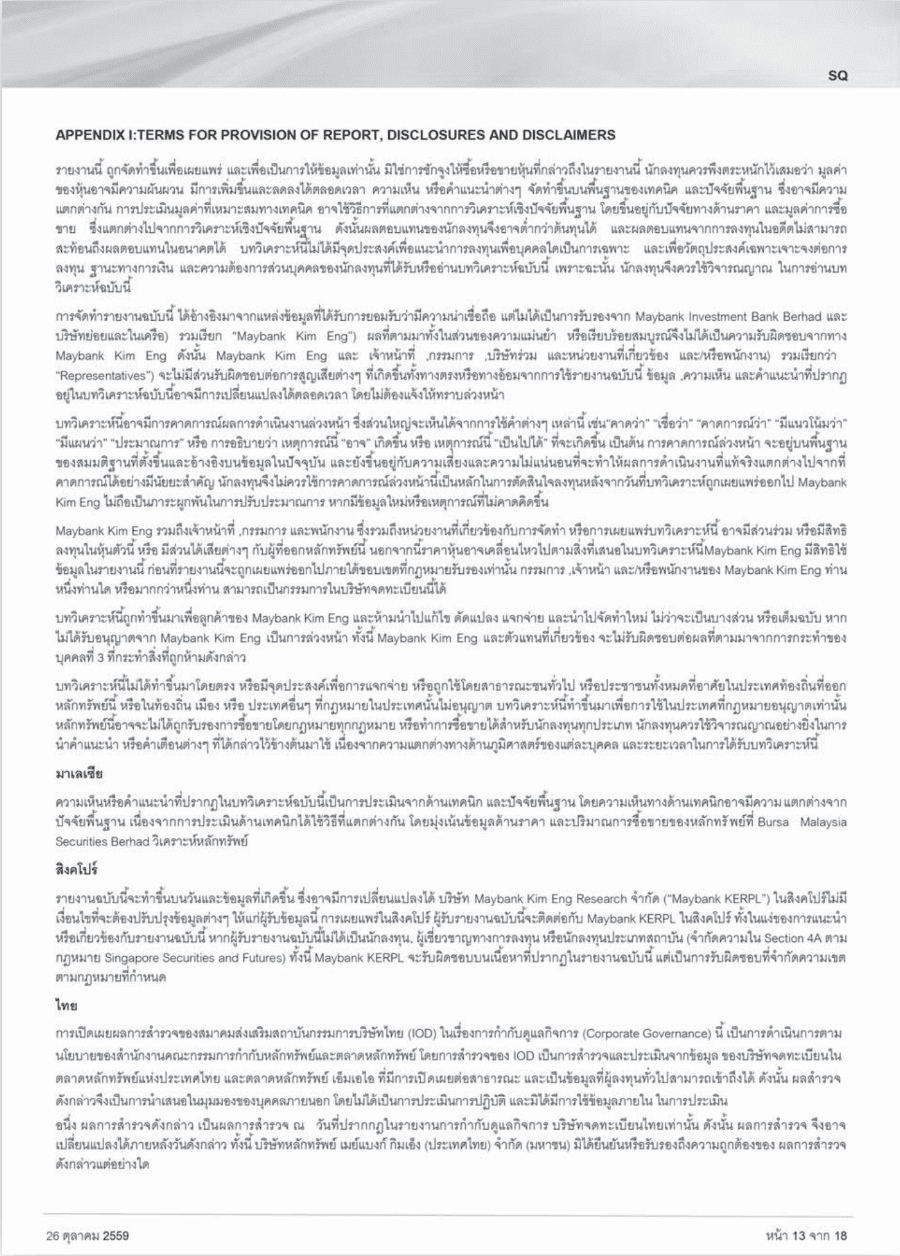 SQ
APPENDIX I:TERMS FOR PROVISION OF REPORT, DISCLOSURES AND DISCLAIMERS
รายงานนี้ ถูกจัดทำขึ้นเพื่อเผยแพร่ และเพื่อเป็นการให้ข้อมูลเท่านั้น มิใช่การชักจูงให้ซื้อหรือขายหุ้นที่กล่าวถึงในรายงานนี้ นักลงทุนควรพึงตระหนักไว้เสมอว่า มูลค่า
ของหุ้นอาจมีความผันผวน มีการเพิ่มขึ้นและลดลงได้ตลอดเวลา ความเห็น หรือคำแนะนำต่างๆ จัดทำขึ้นบนพื้นฐานของเทคนิค และปัจจัยพื้นฐาน ซึ่งอาจมีความ
แตกต่างกัน การประเมินมูลค่าที่เหมาะสมทางเทคนิค อาจใช้วิธีการที่แตกต่างจากการวิเคราะห์เชิงปัจจัยพื้นฐาน โดยขึ้นอยู่กับปัจจัยทางด้านราคา และมูลค่าการซื้อ
ขาย ซึ่งแตกต่างไปจากการวิเคราะห์เชิงปัจจัยพื้นฐาน ดังนั้นผลตอบแทนของนักลงทุนจึงอาจต่ำกว่าต้นทุนได้ และผลตอบแทนจากการลงทุนในอดีตไม่สามารถ
สะท้อนถึงผลตอบแทนในอนาคตได้ บทวิเคราะห์นี้ไม่ได้มีจุดประสงค์เพื่อแนะนำการลงทุนเพื่อบุคคลใดเป็นการเฉพาะ และเพื่อวัตถุประสงค์เฉพาะเจาะจงต่อการ
ลงทุน ฐานะทางการเงิน และความต้องการส่วนบุคคลของนักลงทุนที่ได้รับหรืออ่านบทวิเคราะห์ฉบับนี้ เพราะฉะนั้น นักลงทุนจึงควรใช้วิจารณญาณ ในการอ่านบท
วิเคราะห์ฉบับนี้
การจัดทำรายงานฉบับนี้ ได้อ้างอิงมาจากแหล่งข้อมูลที่ได้รับการยอมรับว่ามีความน่าเชื่อถือ แต่ไม่ได้เป็นการรับรองจาก Maybank Investment Bank Berhad และ
บริษัทย่อยและในเครือ) รวมเรียก “Maybank Kim Eng”) ผลที่ตามมาทั้งในส่วนของความแม่นยำ หรือเรียบร้อยสมบูรณ์จึงไม่ได้เป็นความรับผิดชอบจากทาง
Maybank Kim Eng ดังนั้น Maybank Kim Eng และ เจ้าหน้าที่ ,กรรมการ ,บริษัทร่วม และหน่วยงานที่เกี่ยวข้อง และ/หรือพนักงาน) รวมเรียกว่า
“Representatives”) จะไม่มีส่วนรับผิดชอบต่อการสูญเสียต่างๆ ที่เกิดขึ้นทั้งทางตรงหรือทางอ้อมจากการใช้รายงานฉบับนี้ ข้อมูล ,ความเห็น และคำแนะนำที่ปรากฏ
อยู่ในบทวิเคราะห์ฉบับนี้อาจมีการเปลี่ยนแปลงได้ตลอดเวลา โดยไม่ต้องแจ้งให้ทราบล่วงหน้า
บทวิเคราะห์นี้อาจมีการคาดการณ์ผลการดำเนินงานล่วงหน้า ซึ่งส่วนใหญ่จะเห็นได้จากการใช้คำต่างๆ เหล่านี้ เช่น“คาดว่า” “เชื่อว่า” “คาดการณ์ว่า” “มีแนวโน้มว่า”
“มีแผนว่า” “ประมาณการ” หรือ การอธิบายว่า เหตุการณ์นี้ “อาจ” เกิดขึ้น หรือ เหตุการณ์นี้ “เป็นไปได้” ที่จะเกิดขึ้น เป็นต้น การคาดการณ์ล่วงหน้า จะอยู่บนพื้นฐาน
ของสมมติฐานที่ตั้งขึ้นและอ้างอิงบนข้อมูลในปัจจุบัน และยังขึ้นอยู่กับความเสี่ยงและความไม่แน่นอนที่จะทำให้ผลการดำเนินงานที่แท้จริงแตกต่างไปจากที่
คาดการณ์ได้อย่างมีนัยยะสำคัญ นักลงทุนจึงไม่ควรใช้การคาดการณ์ล่วงหน้านี้เป็นหลักในการตัดสินใจลงทุนหลังจากวันที่บทวิเคราะห์ถูกเผยแพร่ออกไป Maybank
Kim Eng ไม่ถือเป็นภาระผูกพันในการปรับประมาณการ หากมีข้อมูลใหม่หรือเหตุการณ์ที่ไม่คาดคิดขึ้น
Maybank Kim Eng รวมถึงเจ้าหน้าที่ ,กรรมการ และพนักงาน ซึ่งรวมถึงหน่วยงานที่เกี่ยวข้องกับการจัดทำ หรือการเผยแพร่บทวิเคราะห์นี้ อาจมีส่วนร่วม หรือมีสิทธิ
ลงทุนในหุ้นตัวนี้ หรือ มีส่วนได้เสียต่างๆ กับผู้ที่ออกหลักทรัพย์นี้ นอกจากนี้ราคาหุ้นอาจเคลื่อนไหวไปตามสิ่งที่เสนอในบทวิเคราะห์นี้Maybank Kim Eng มีสิทธิใช้
ข้อมูลในรายงานนี้ ก่อนที่รายงานนี้จะถูกเผยแพร่ออกไปภายใต้ขอบเขตที่กฎหมายรับรองเท่านั้น กรรมการ ,เจ้าหน้า และ/หรือพนักงานของ Maybank Kim Eng ท่าน
หนึ่งท่านใด หรือมากกว่าหนึ่งท่าน สามารถเป็นกรรมการในบริษัทจดทะเบียนนี้ได้
บทวิเคราะห์นี้ถูกทำขึ้นมาเพื่อลูกค้าของ Maybank Kim Eng และห้ามนำไปแก้ไข ดัดแปลง แจกจ่าย และนำไปจัดทำใหม่ ไม่ว่าจะเป็นบางส่วน หรือเต็มฉบับ หาก
ไม่ได้รับอนุญาตจาก Maybank Kim Eng เป็นการล่วงหน้า ทั้งนี้ Maybank Kim Eng และตัวแทนที่เกี่ยวข้อง จะไม่รับผิดชอบต่อผลที่ตามมาจากการกระทำของ
บุคคลที่ 3 ที่กระทำสิ่งที่ถูกห้ามดังกล่าว
บทวิเคราะห์นี้ไม่ได้ทำขึ้นมาโดยตรง หรือมีจุดประสงค์เพื่อการแจกจ่าย หรือถูกใช้โดยสาธารณะชนทั่วไป หรือประชาชนทั้งหมดที่อาศัยในประเทศท้องถิ่นที่ออก
หลักทรัพย์นี้ หรือในท้องถิ่น เมือง หรือ ประเทศอื่นๆ ที่กฎหมายในประเทศนั้นไม่อนุญาต บทวิเคราะห์นี้ทำขึ้นมาเพื่อการใช้ในประเทศที่กฎหมายอนุญาตเท่านั้น
หลักทรัพย์นี้อาจจะไม่ได้ถูกรับรองการซื้อขายโดยกฎหมายทุกกฎหมาย หรือทำการซื้อขายได้สำหรับนักลงทุนทุกประเภท นักลงทุนควรใช้วิจารณญาณอย่างยิ่งในการ
นำคำแนะนำ หรือคำเตือนต่างๆ ที่ได้กล่าวไว้ข้างต้นมาใช้ เนื่องจากความแตกต่างทางด้านภูมิศาสตร์ของแต่ละบุคคล และระยะเวลาในการได้รับบทวิเคราะห์นี้
มาเลเซีย
ความเห็นหรือคำแนะนำที่ปรากฏในบทวิเคราะห์ฉบับนี้เป็นการประเมินจากด้านเทคนิก และปัจจัยพื้นฐาน โดยความเห็นทางด้านเทคนิกอาจมีความแตกต่างจาก
ปัจจัยพื้นฐาน เนื่องจากการประเมินด้านเทคนิกได้ใช้วิธีที่แตกต่างกัน โดยมุ่งเน้นข้อมูลด้านราคา และปริมาณการซื้อขายของหลักทรัพย์ที่ Bursa Malaysia
Securities Berhad วิเคราะห์หลักทรัพย์
สิงคโปร์
รายงานฉบับนี้จะทำขึ้นบนวันและข้อมูลที่เกิดขึ้น ซึ่งอาจมีการเปลี่ยนแปลงได้ บริษัท Maybank Kim Eng Research จำกัด (“Maybank KERPL”) ในสิงคโปร์ไม่มี
เงื่อนไขที่จะต้องปรับปรุงข้อมูลต่างๆ ให้แก่ผู้รับข้อมูลนี้ การเผยแพร่ในสิงคโปร์ ผู้รับรายงานฉบับนี้จะติดต่อกับ Maybank KERPL ในสิงคโปร์ ทั้งในแง่ของการแนะนำ
หรือเกี่ยวข้องกับรายงานฉบับนี้ หากผู้รับรายงานฉบับนี้ไม่ได้เป็นนักลงทุน, ผู้เชี่ยวชาญทางการลงทุน หรือนักลงทุนประเภทสถาบัน (จำกัดความใน Section 4A ตาม
กฎหมาย Singapore Securities and Futures) ทั้งนี้ Maybank KERPL จะรับผิดชอบบนเนื้อหาที่ปรากฏในรายงานฉบับนี้ แต่เป็นการรับผิดชอบที่จำกัดความเขต
ตามกฎหมายที่กำหนด
ไทย
การเปิดเผยผลการสำรวจของสมาคมส่งเสริมสถาบันกรรมการบริษัทไทย (IOD) ในเรื่องการกำกับดูแลกิจการ (Corporate Governance) นี้ เป็นการดำเนินการตาม
นโยบายของสำนักงานคณะกรรมการกำกับหลักทรัพย์และตลาดหลักทรัพย์ โดยการสำรวจของ IOD เป็นการสำรวจและประเมินจากข้อมูล ของบริษัทจดทะเบียนใน
ตลาดหลักทรัพย์แห่งประเทศไทย และตลาดหลักทรัพย์ เอ็มเอไอ ที่มีการเปิดเผยต่อสาธารณะ และเป็นข้อมูลที่ผู้ลงทุนทั่วไปสามารถเข้าถึงได้ ดังนั้น ผลสำรวจ
ดังกล่าวจึงเป็นการนำเสนอในมุมมองของบุคคลภายนอก โดยไม่ได้เป็นการประเมินการปฏิบัติ และมิได้มีการใช้ข้อมูลภายใน ในการประเมิน
อนึ่ง ผลการสำรวจดังกล่าว เป็นผลการสำรวจ ณ วันที่ปรากฏในรายงานการกำกับดูแลกิจการ บริษัทจดทะเบียนไทยเท่านั้น ดังนั้น ผลการสำรวจ จึงอาจ
เปลี่ยนแปลงได้ภายหลังวันดังกล่าว ทั้งนี้ บริษัทหลักทรัพย์ เมย์แบงก์ กิมเอ็ง (ประเทศไทย) จำกัด (มหาชน) มิได้ยืนยันหรือรับรองถึงความถูกต้องของ ผลการสำรวจ
ดังกล่าวแต่อย่างใด
26 ตุลาคม 2559
หน้า 13 จาก 18